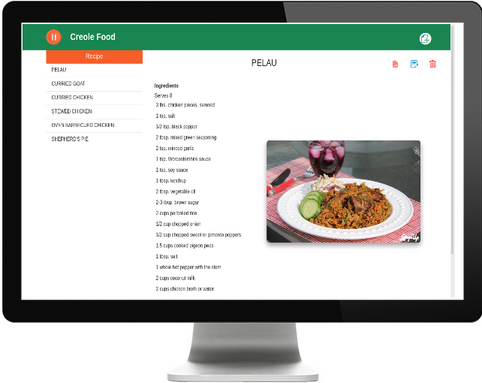 Creole Food
Recipe
PELAU
CURRIED GOAT
CURRIED CHICKEN
STEWED CHICKEN
OVEN BARBECUED CHICKEN
SHEPHERD'S PIE
PELAU
Ingredients
Serves 8
3 lbs. chicken pieces, skinned
1 tsp. salt
1/2 tsp. black pepper
2 tbsp. mixed green seasoning
2 tsp. minced garlic
1 tsp. Worcestershire sauce
1 tsp. soy sauce
1 tbsp. ketchup
2 tbsp. vegetable oil
2-3 tbsp. brown sugar
2 cups parboiled rice
1/2 cup chopped onion
1/2 cup chopped sweet or pimento peppers
1.5 cups cooked pigeon peas
1 tbsp. salt
1 whole hot pepper with the stem
2 cups coconut milk
2 cups chicken broth or water